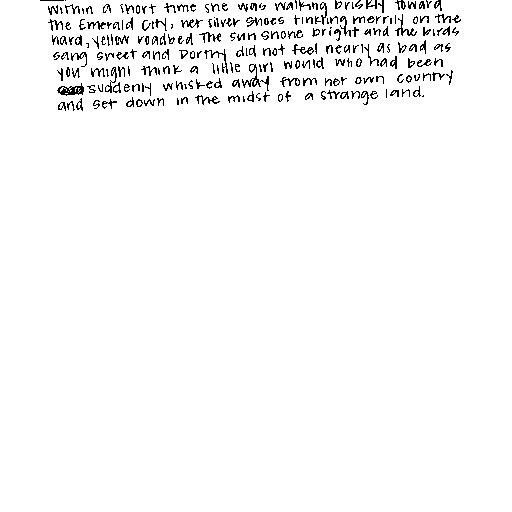 within a short time she was walking briskly toward
the Emerald City, her silver shoes tinkling merrily on the
hard, yellow roadbed The sun shone bright and the birds
sang sweet and Dorthy did not feel nearly as bad as
you might think a little girl would who had been
suddenly whisked away from her own country
and set down in the midst of a strange land.